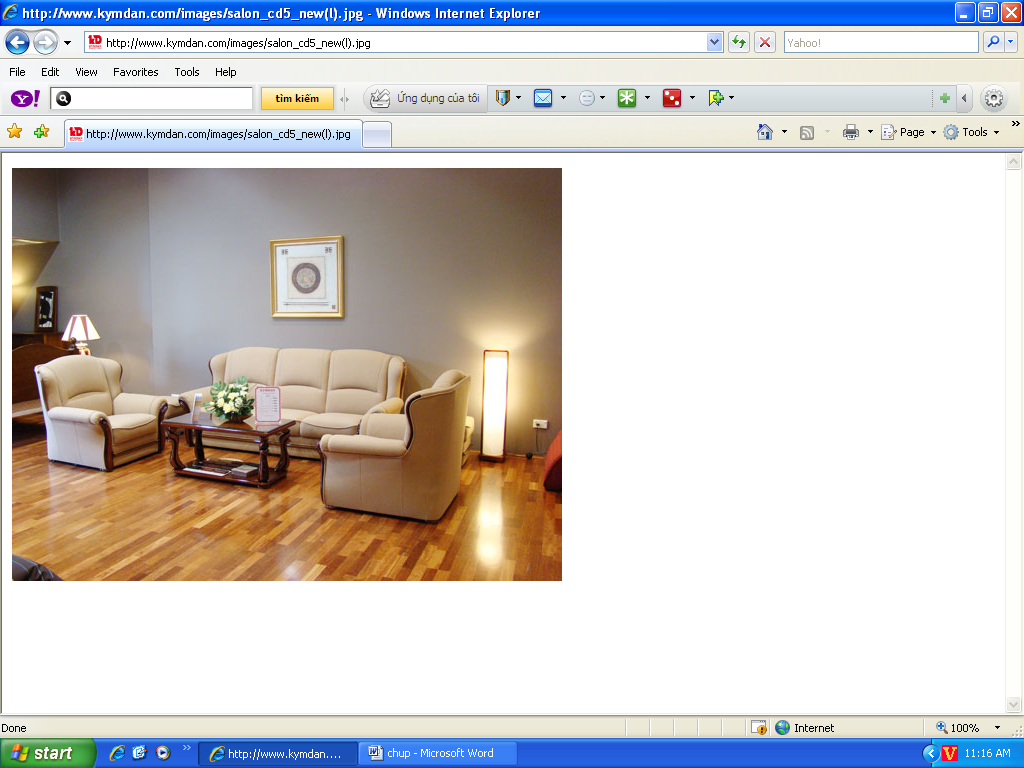 http://www.kymdan.com/images/salon_cd5_new(l).jpg - Windows Internet Explorer
http://www.kymdan.com/images/salon_cd5_new(l).jpg
Yahoo!
File Edit View Favorites Tools Help
Y!
tìm kiếm
Ứng dụng của tôi
http://www.kymdan.com/images/salon_cd5_new(l).jpg
Page
Tools
Done
Internet
100%
start
http://www.kymdan....
chup - Microsoft Word
V
11:16 AM